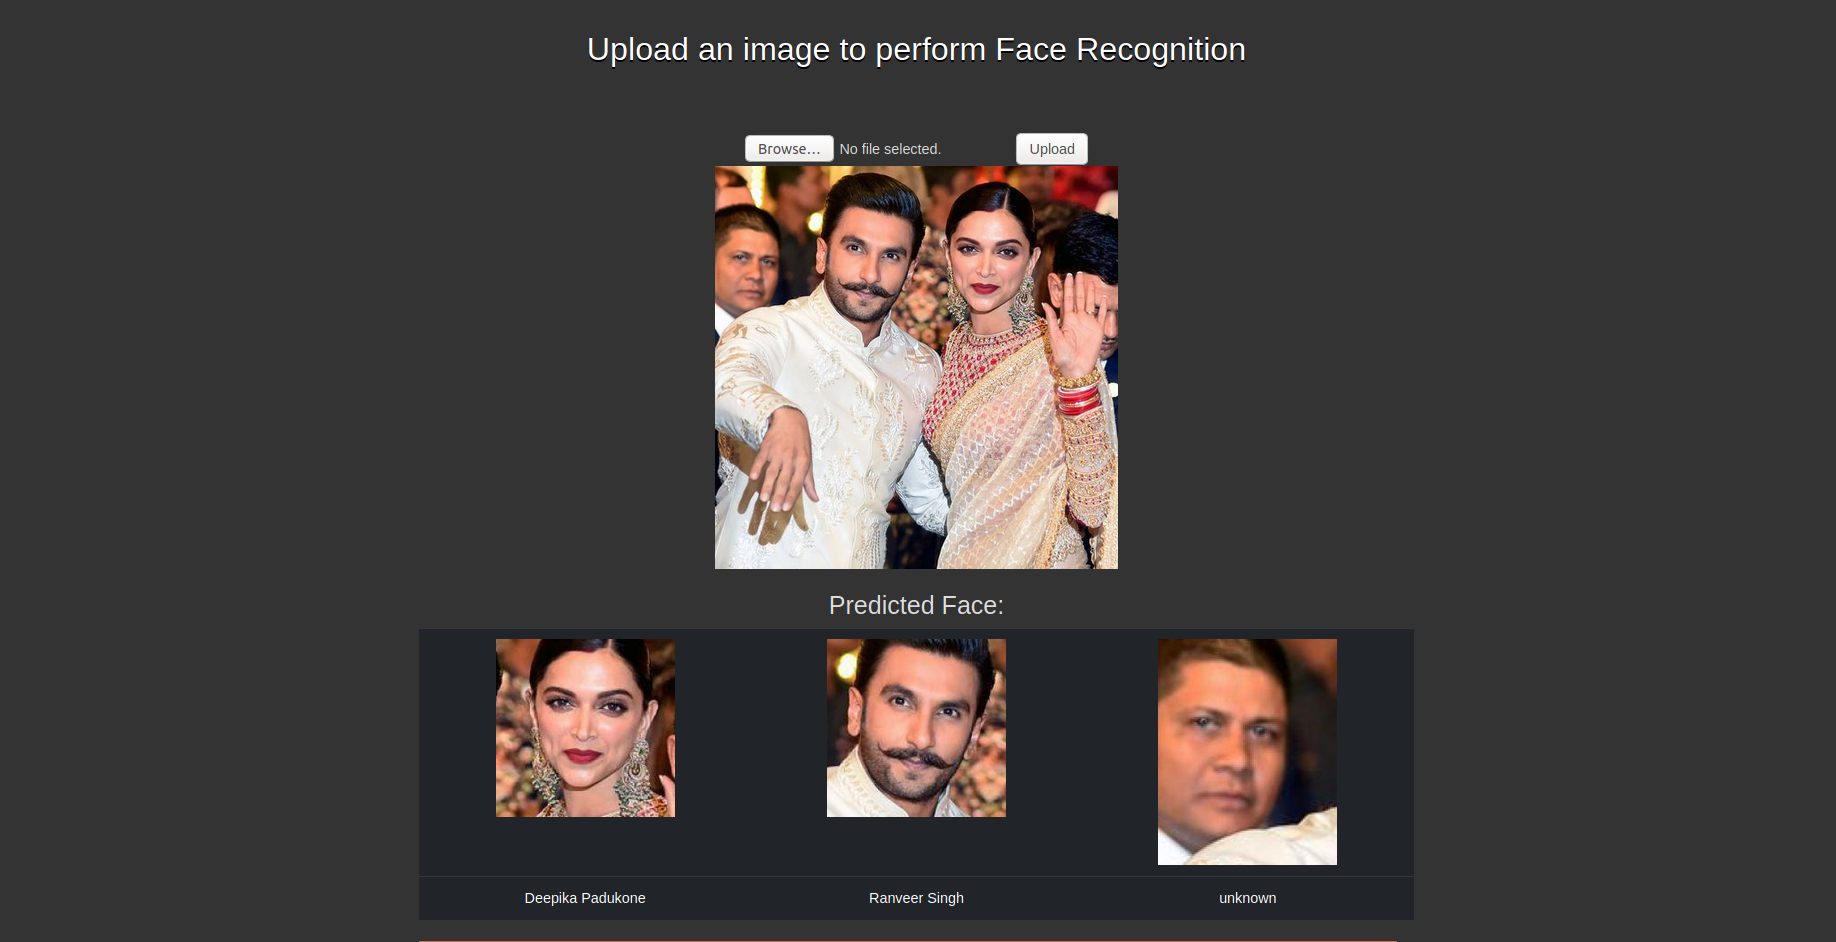 Upload an image to perform Face Recognition
Browse... No file selected. Upload
Predicted Face:
Deepika Padukone Ranveer Singh unknown